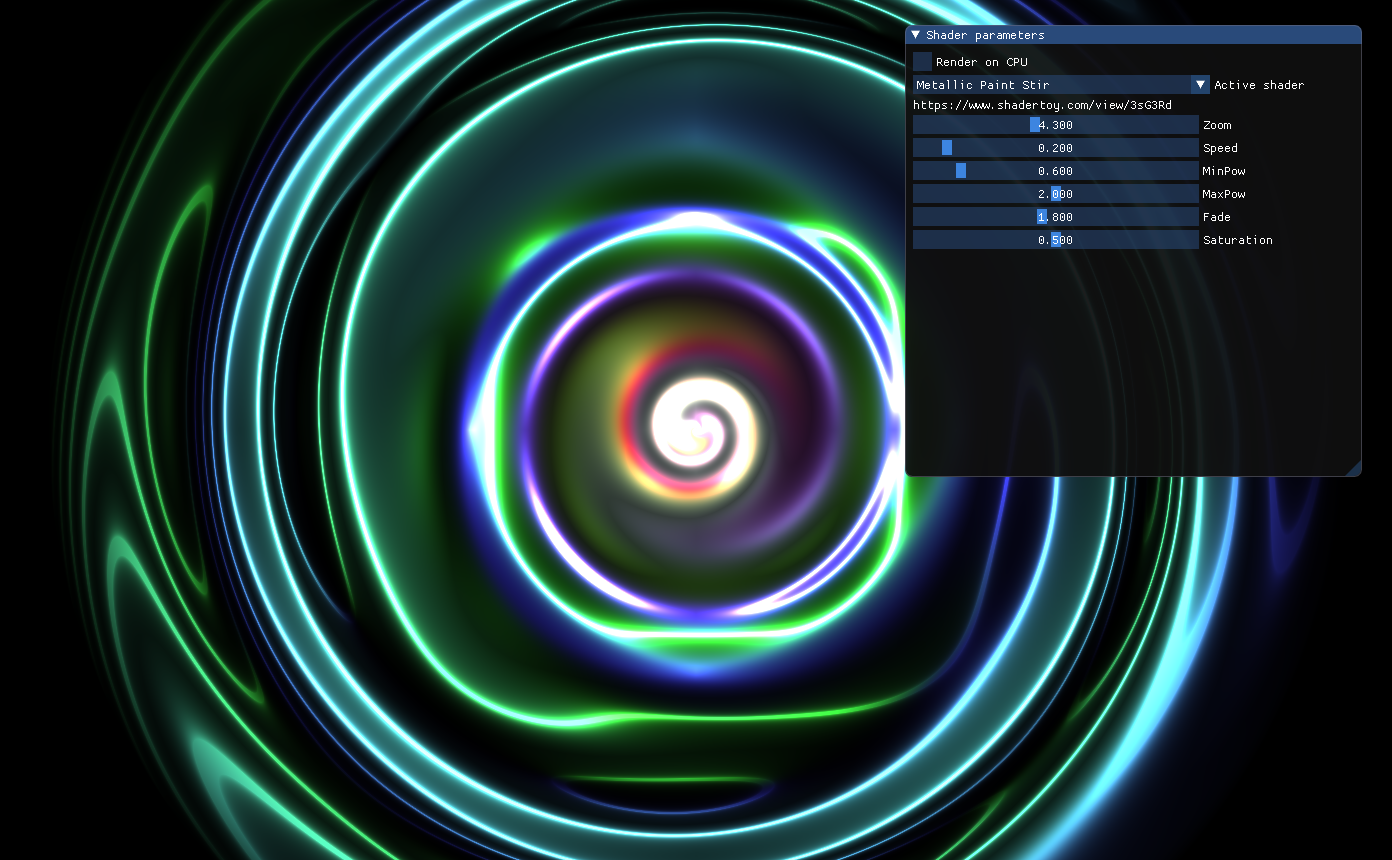 Shader parameters
Render on CPU
Metallic Paint Stir Active shader
https://www.shadertoy.com/view/3sG3Rd
4.300 Zoom
0.200 Speed
0.600 MinPow
2.000 MaxPow
1.800 Fade
0.500 Saturation